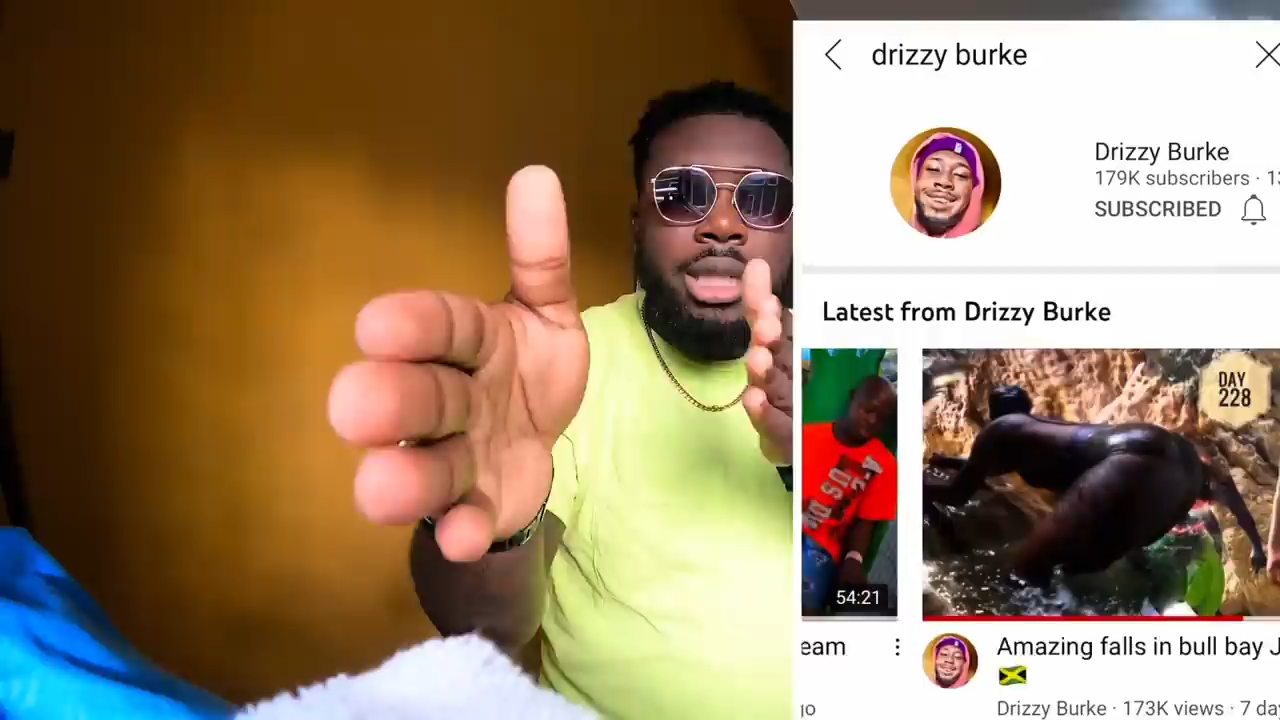 drizzy burke
Drizzy Burke
179K subscribers · 13
SUBSCRIBED
Latest from Drizzy Burke
DAY
228
54:21
eam
Amazing falls in bull bay J
🇯🇲
go
Drizzy Burke · 173K views · 7 da